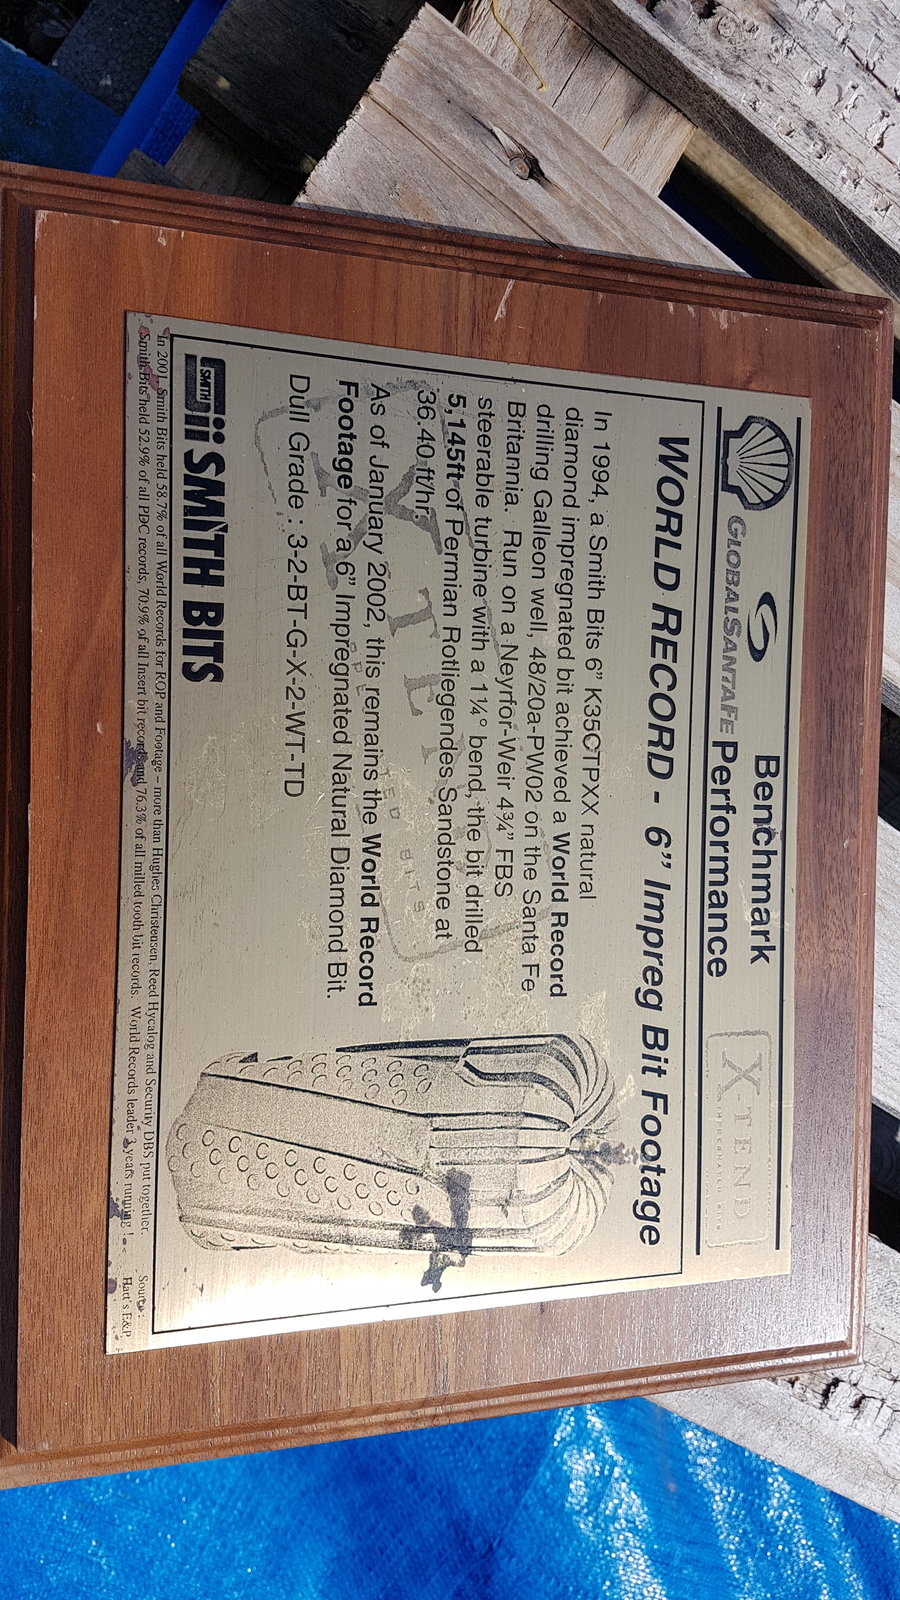 GLOBALSANTAFE
Benchmark
Performance
X-TEND
WORLD RECORD - 6” Impreg Bit Footage
In 1994, a Smith Bits 6” K35CTPXX natural
diamond impregnated bit achieved a World Record
drilling Galleon well, 48/20a-PW02 on the Santa Fe
Britannia. Run on a Neyrfor-Weir 4¾” FBS
steerable turbine with a 1¼° bend, the bit drilled
5,145ft of Permian Rotliegendes Sandstone at
36.40 ft/hr.
As of January 2002, this remains the World Record
Footage for a 6” Impregnated Natural Diamond Bit.
Dull Grade : 3-2-BT-G-X-2-WT-TD
SMITH
SMITH BITS
In 2001, Smith Bits held 58.7% of all World Records for ROP and Footage – more than Hughes Christensen, Reed Hycalog and Security DBS put together.
Smith Bits held 52.9% of all PDC records, 70.9% of all Insert bit records and 76.3% of all milled tooth bit records. World Records leader 3 years running !
Source:
Hart's E&P